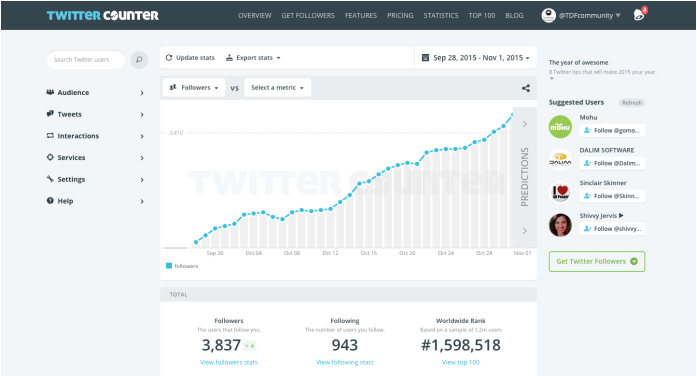 TWITTER COUNTER
OVERVIEW GET FOLLOWERS FEATURES PRICING STATISTICS TOP 100 BLOG @TDFcommunity 4
Search Twitter users
Audience
Tweets
Interactions
Services
Settings
Help
Update stats Export stats Sep 28, 2015 - Nov 1, 2015
Followers VS Select a metric
3.810
TWITTER COUNTER
PREDICTIONS
Sep 30 Oct 04 Oct 08 Oct 12 Oct 16 Oct 20 Oct 24 Oct 28 Nov 01
followers
TOTAL
Followers
The users that follow you.
3,837 + 4
View followers stats
Following
The number of users you follow.
943
View following stats
Worldwide Rank
Based on a sample of 1.2m users
#1,598,518
View top 100
The year of awesome
8 Twitter tips that will make 2015 your year.
Suggested Users Refresh
mohu
Mohu
Follow @gomo...
DALIM
DALIM SOFTWARE
Follow @Dalim...
Sinclair Skinner
Follow @Skinn...
Shivvy Jervis
Follow @shivvy...
Get Twitter Followers